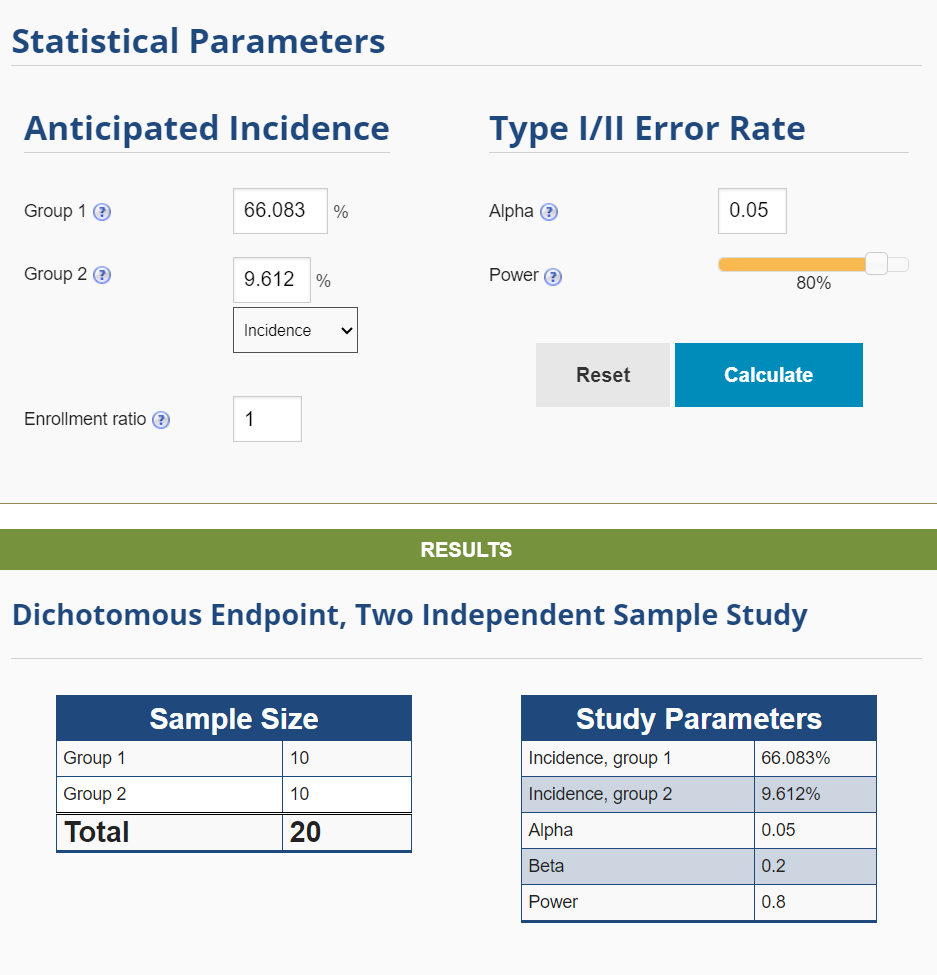 Statistical Parameters
Anticipated Incidence
Group 1 ?
66.083 %
Group 2 ?
9.612 %
Incidence
Enrollment ratio ?
1
Type I/II Error Rate
Alpha ?
0.05
Power ?
80%
Reset
Calculate
RESULTS
Dichotomous Endpoint, Two Independent Sample Study
Sample Size
Group 1 10
Group 2 10
Total 20
Study Parameters
Incidence, group 1 66.083%
Incidence, group 2 9.612%
Alpha 0.05
Beta 0.2
Power 0.8